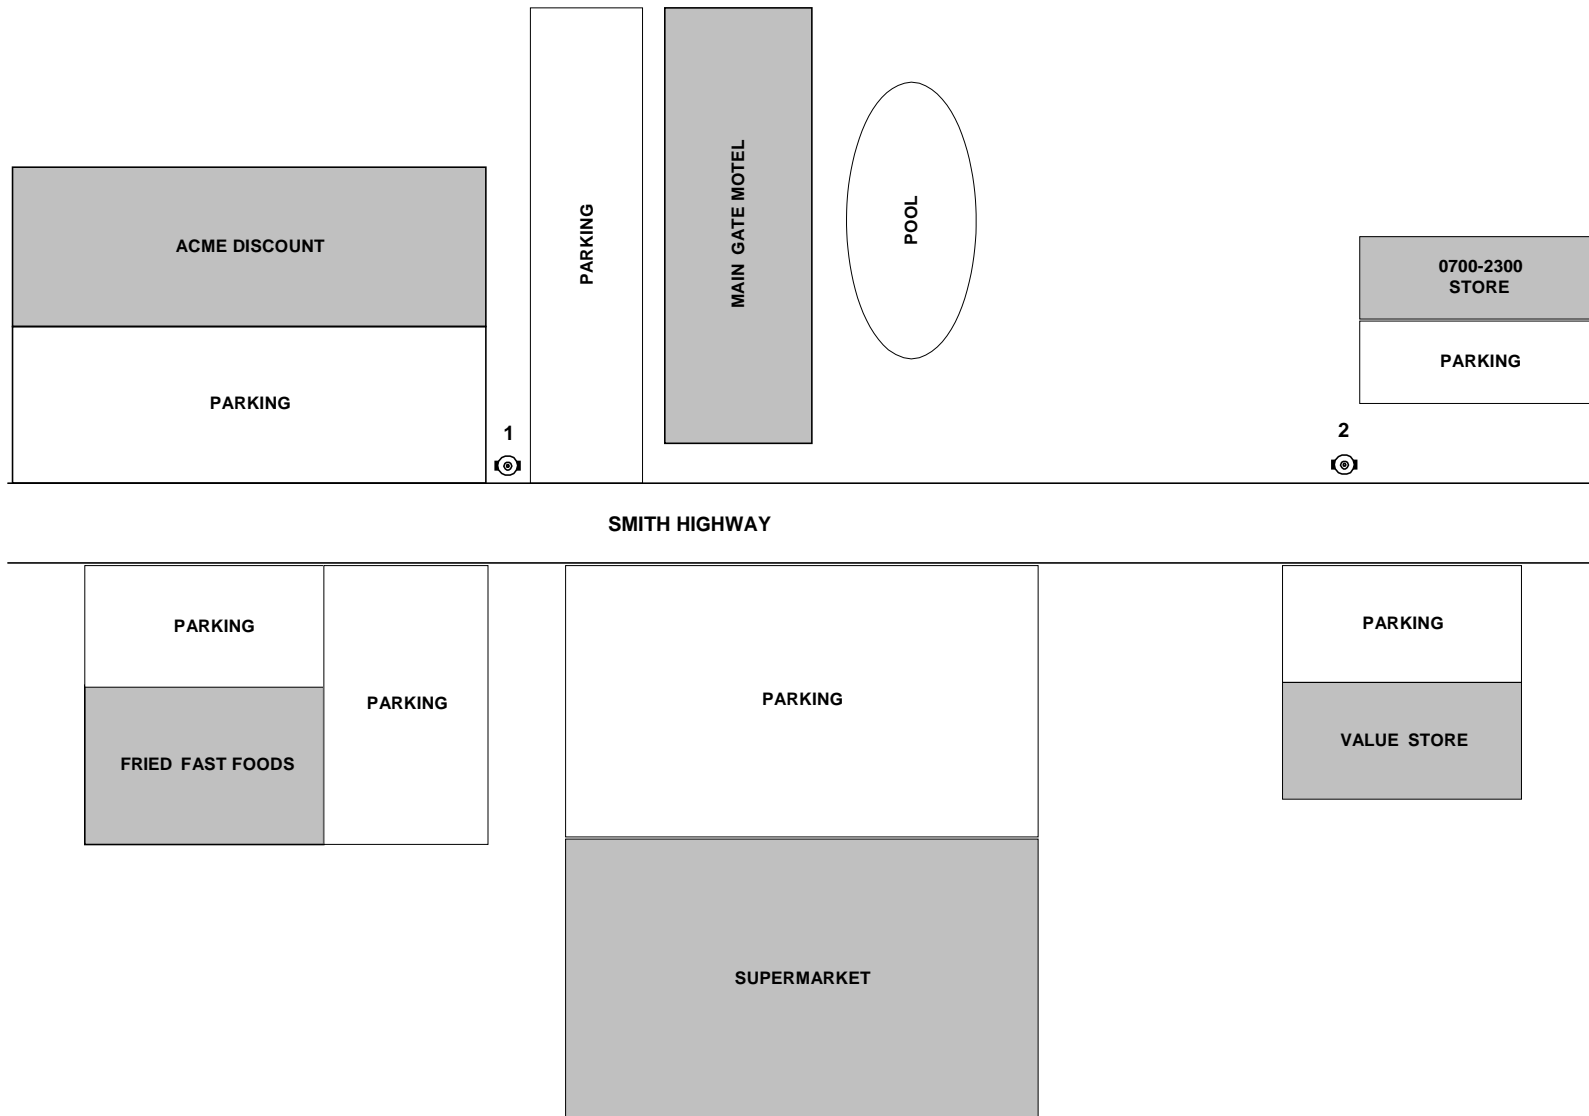 PARKING
MAIN GATE MOTEL
POOL
ACME DISCOUNT
PARKING
0700-2300
STORE
PARKING
1
2
SMITH HIGHWAY
PARKING
PARKING
FRIED FAST FOODS
PARKING
SUPERMARKET
PARKING
VALUE STORE